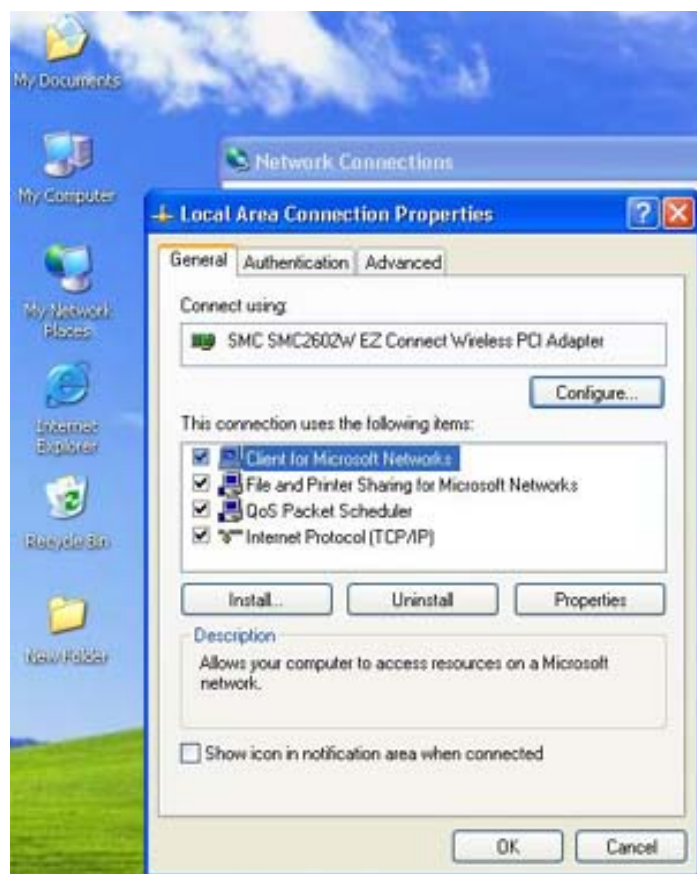 My Documents
My Computer
My Network
Places
Internet
Explorer
Recycle Bin
New Folder
Network Connections
Local Area Connection Properties
General Authentication Advanced
Connect using:
SMC SMC2602W EZ Connect Wireless PCI Adapter
Configure...
This connection uses the following items:
Client for Microsoft Networks
File and Printer Sharing for Microsoft Networks
QoS Packet Scheduler
Internet Protocol (TCP/IP)
Install... Uninstall Properties
Description
Allows your computer to access resources on a Microsoft
network.
Show icon in notification area when connected
OK Cancel